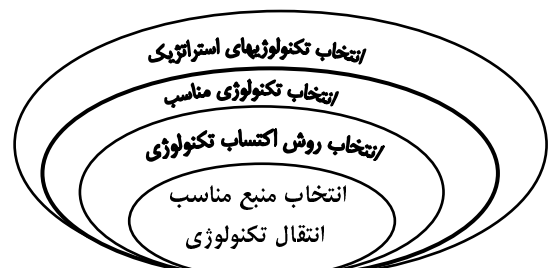 انتخاب تکنولوژیهای استراتژیک
انتخاب تکنولوژی مناسب
انتخاب روش اکتساب تکنولوژی
انتخاب منبع مناسب
انتقال تکنولوژی